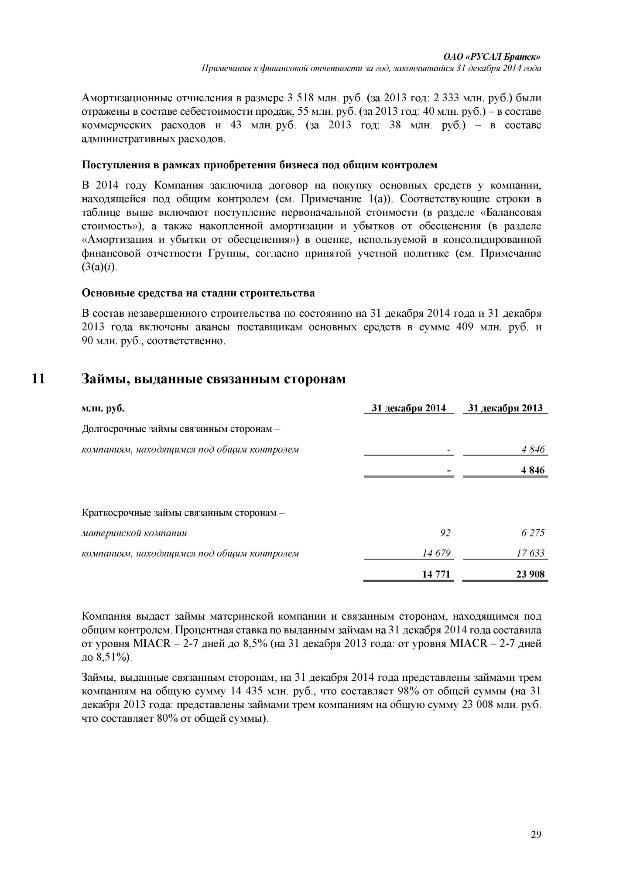 ОАО «РУСАЛ Братск»
Примечания к финансовой отчетности за год, закончившийся 31 декабря 2014 года
Амортизационные отчисления в размере 3 518 млн. руб. (за 2013 год: 2 333 млн. руб.) были
отражены в составе себестоимости продаж, 55 млн. руб. (за 2013 год: 40 млн. руб.) – в составе
коммерческих расходов и 43 млн. руб. (за 2013 год: 38 млн. руб.) – в составе
административных расходов.
Поступления в рамках приобретения бизнеса под общим контролем
В 2014 году Компания заключила договор на покупку основных средств у компании,
находящейся под общим контролем (см. Примечание 1(а)). Соответствующие строки в
таблице выше включают поступление первоначальной стоимости (в разделе «Балансовая
стоимость»), а также накопленной амортизации и убытков от обесценения (в разделе
«Амортизация и убытки от обесценения») в оценке, используемой в консолидированной
финансовой отчетности Группы, согласно принятой учетной политике (см. Примечание
(3(а)(i).
Основные средства на стадии строительства
В состав незавершенного строительства по состоянию на 31 декабря 2014 года и 31 декабря
2013 года включены авансы поставщикам основных средств в сумме 409 млн. руб. и
90 млн. руб., соответственно.
11 Займы, выданные связанным сторонам
млн. руб. 31 декабря 2014 31 декабря 2013
Долгосрочные займы связанным сторонам –
компаниям, находящимся под общим контролем - 4 846
- 4 846
Краткосрочные займы связанным сторонам –
материнской компании 92 6 275
компаниям, находящимся под общим контролем 14 679 17 633
14 771 23 908
Компания выдает займы материнской компании и связанным сторонам, находящимся под
общим контролем. Процентная ставка по выданным займам на 31 декабря 2014 года составила
от уровня MIACR – 2-7 дней до 8,5% (на 31 декабря 2013 года: от уровня MIACR – 2-7 дней
до 8,51%).
Займы, выданные связанным сторонам, на 31 декабря 2014 года представлены займами трем
компаниям на общую сумму 14 435 млн. руб., что составляет 98% от общей суммы (на 31
декабря 2013 года: представлены займами трем компаниям на общую сумму 23 008 млн. руб.
что составляет 80% от общей суммы).
29